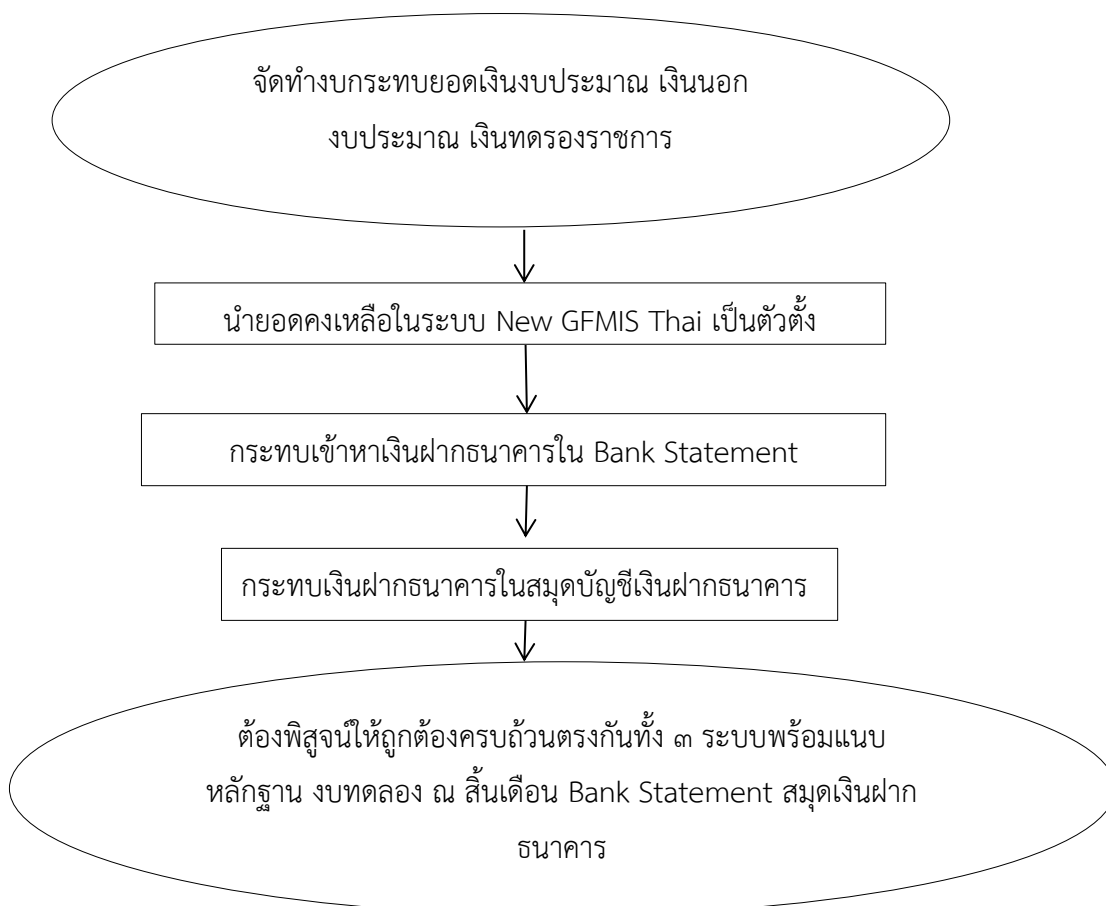 จัดทำงบกระทบยอดเงินงบประมาณ เงินนอก
งบประมาณ เงินทดรองราชการ
นำยอดคงเหลือในระบบ New GFMIS Thai เป็นตัวตั้ง
กระทบเข้าหาเงินฝากธนาคารใน Bank Statement
กระทบเงินฝากธนาคารในสมุดบัญชีเงินฝากธนาคาร
ต้องพิสูจน์ให้ถูกต้องครบถ้วนตรงกันทั้ง ๓ ระบบพร้อมแนบ
หลักฐาน งบทดลอง ณ สิ้นเดือน Bank Statement สมุดเงินฝาก
ธนาคาร